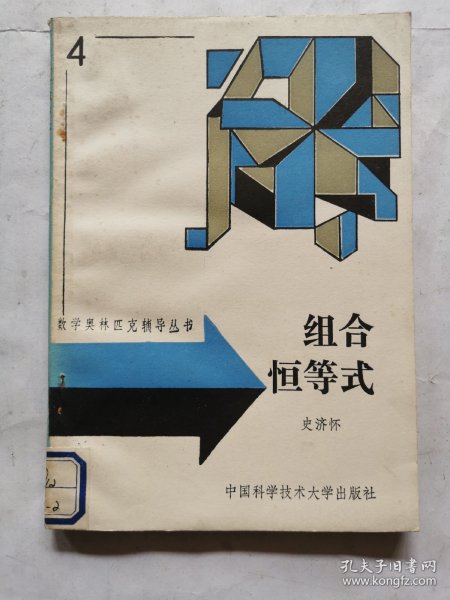 4
数学奥林匹克辅导丛书
组合
恒等式
史济怀
中国科学技术大学出版社
孔夫子旧书网
www.kongfz.com